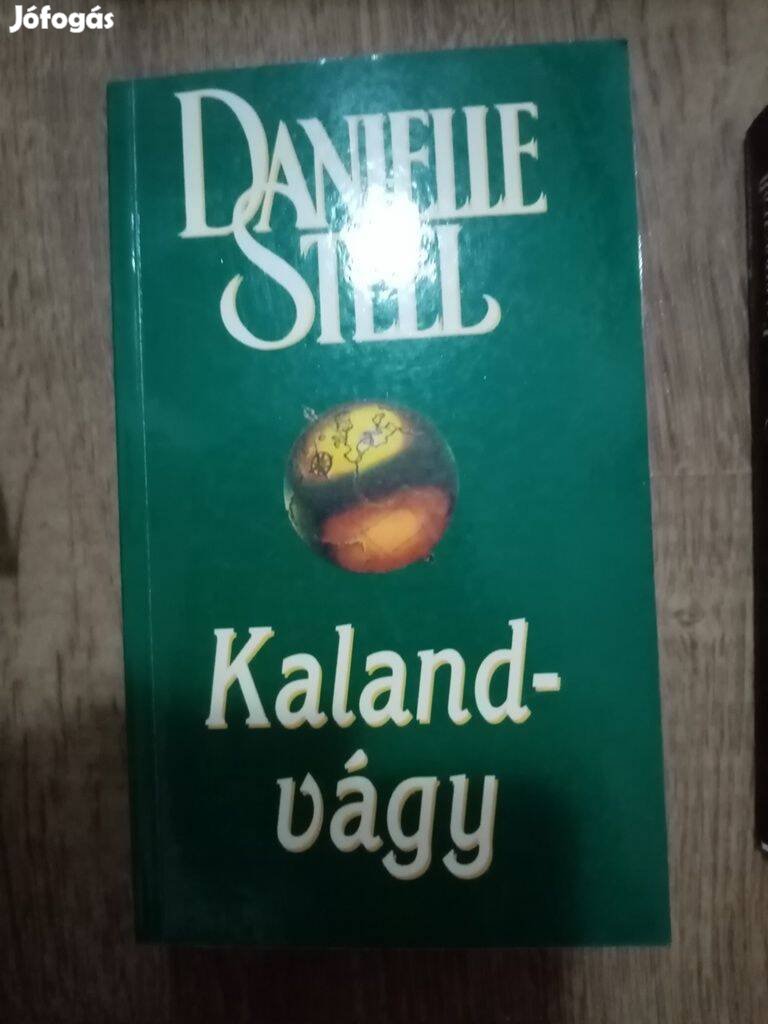 Jófogás
DANIELLE
STEEL
Kaland-
vágy